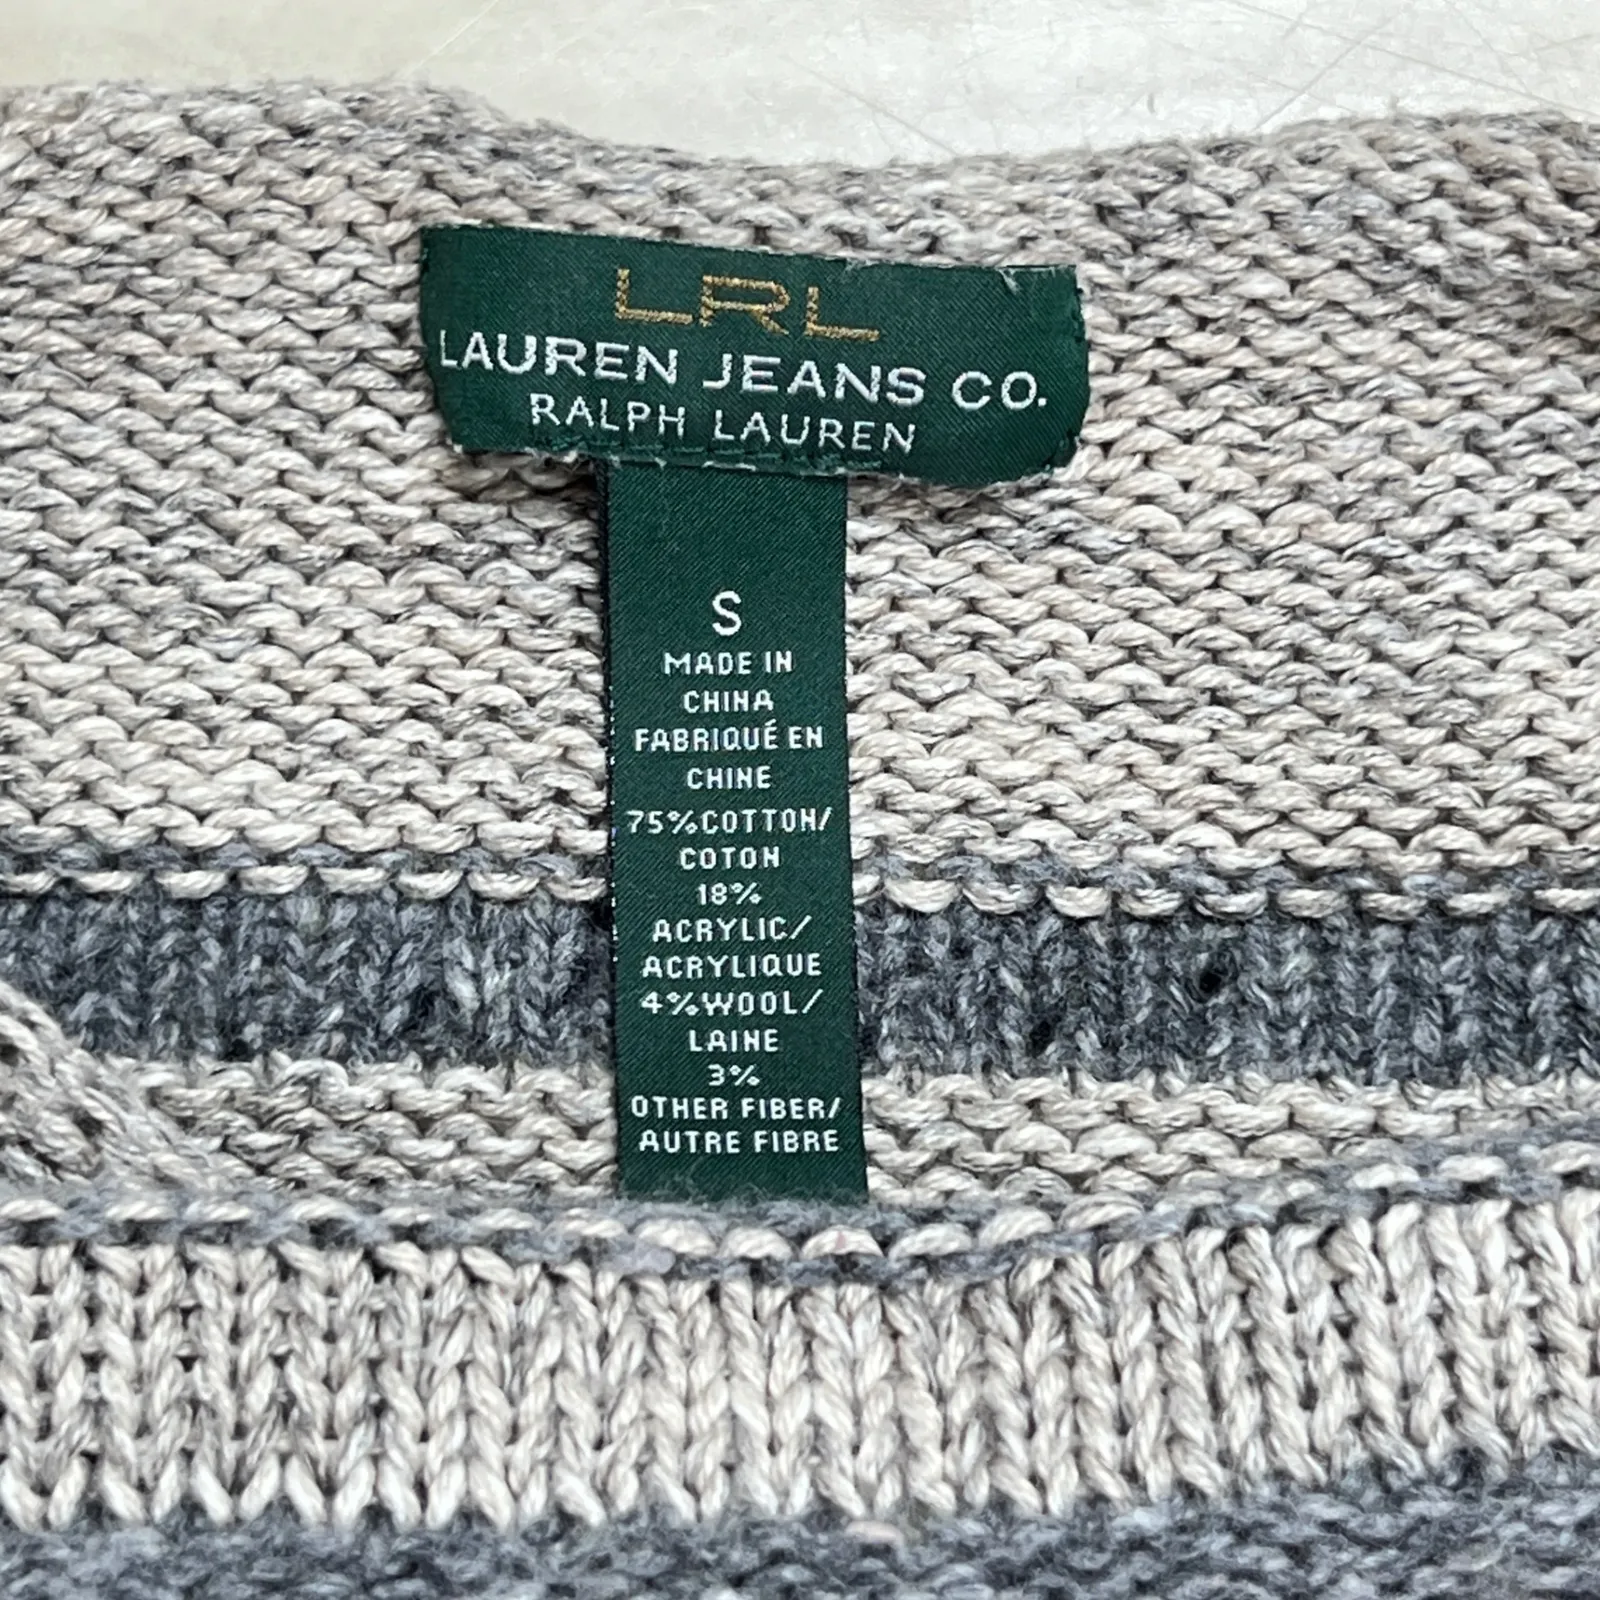 LRL
LAUREN JEANS CO.
RALPH LAUREN
S
MADE IN
CHINA
FABRIQUÉ EN
CHINE
75%COTTON/
COTON
18%
ACRYLIC/
ACRYLIQUE
4%WOOL/
LAINE
3%
OTHER FIBER/
AUTRE FIBRE